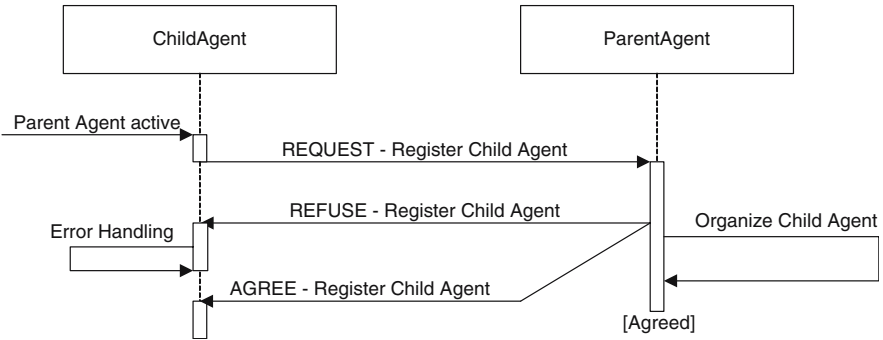 ChildAgent
ParentAgent
Parent Agent active
REQUEST - Register Child Agent
REFUSE - Register Child Agent
Organize Child Agent
Error Handling
AGREE - Register Child Agent
[Agreed]